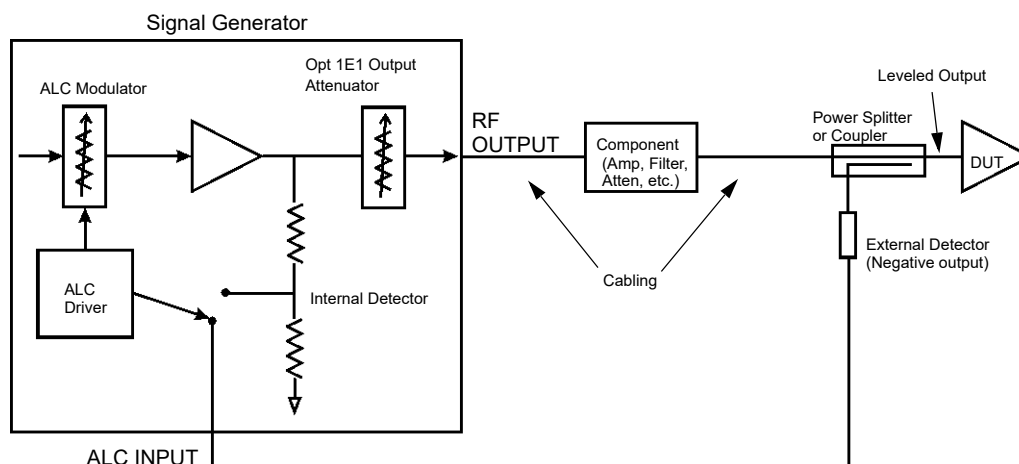 Signal Generator
Opt 1E1 Output
Attenuator
ALC Modulator
Leveled Output
RF
OUTPUT
Power Splitter
or Coupler
Component
(Amp, Filter,
Atten, etc.)
DUT
External Detector
(Negative output)
Cabling
ALC
Driver
Internal Detector
ALC INPUT